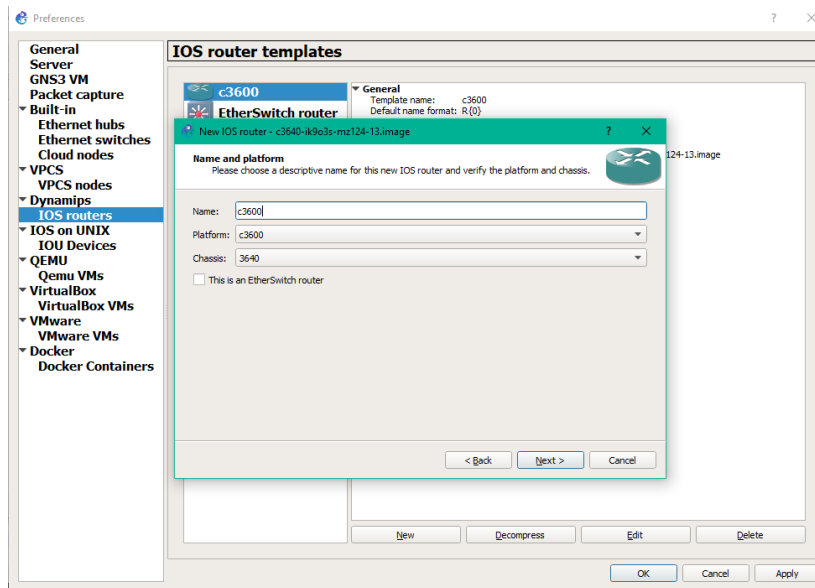 Preferences
General
Server
GNS3 VM
Packet capture
Built-in
Ethernet hubs
Ethernet switches
Cloud nodes
VPCS
VPCS nodes
Dynamips
IOS routers
IOS on UNIX
IOU Devices
QEMU
Qemu VMs
VirtualBox
VirtualBox VMs
VMware
VMware VMs
Docker
Docker Containers
IOS router templates
c3600
EtherSwitch router
General
Template name: c3600
Default name format: R{0}
124-13.image
New IOS router - c3640-ik9o3s-mz124-13.image
Name and platform
Please choose a descriptive name for this new IOS router and verify the platform and chassis.
Name: c3600
Platform: c3600
Chassis: 3640
This is an EtherSwitch router
< Back Next > Cancel
New Decompress Edit Delete
OK Cancel Apply